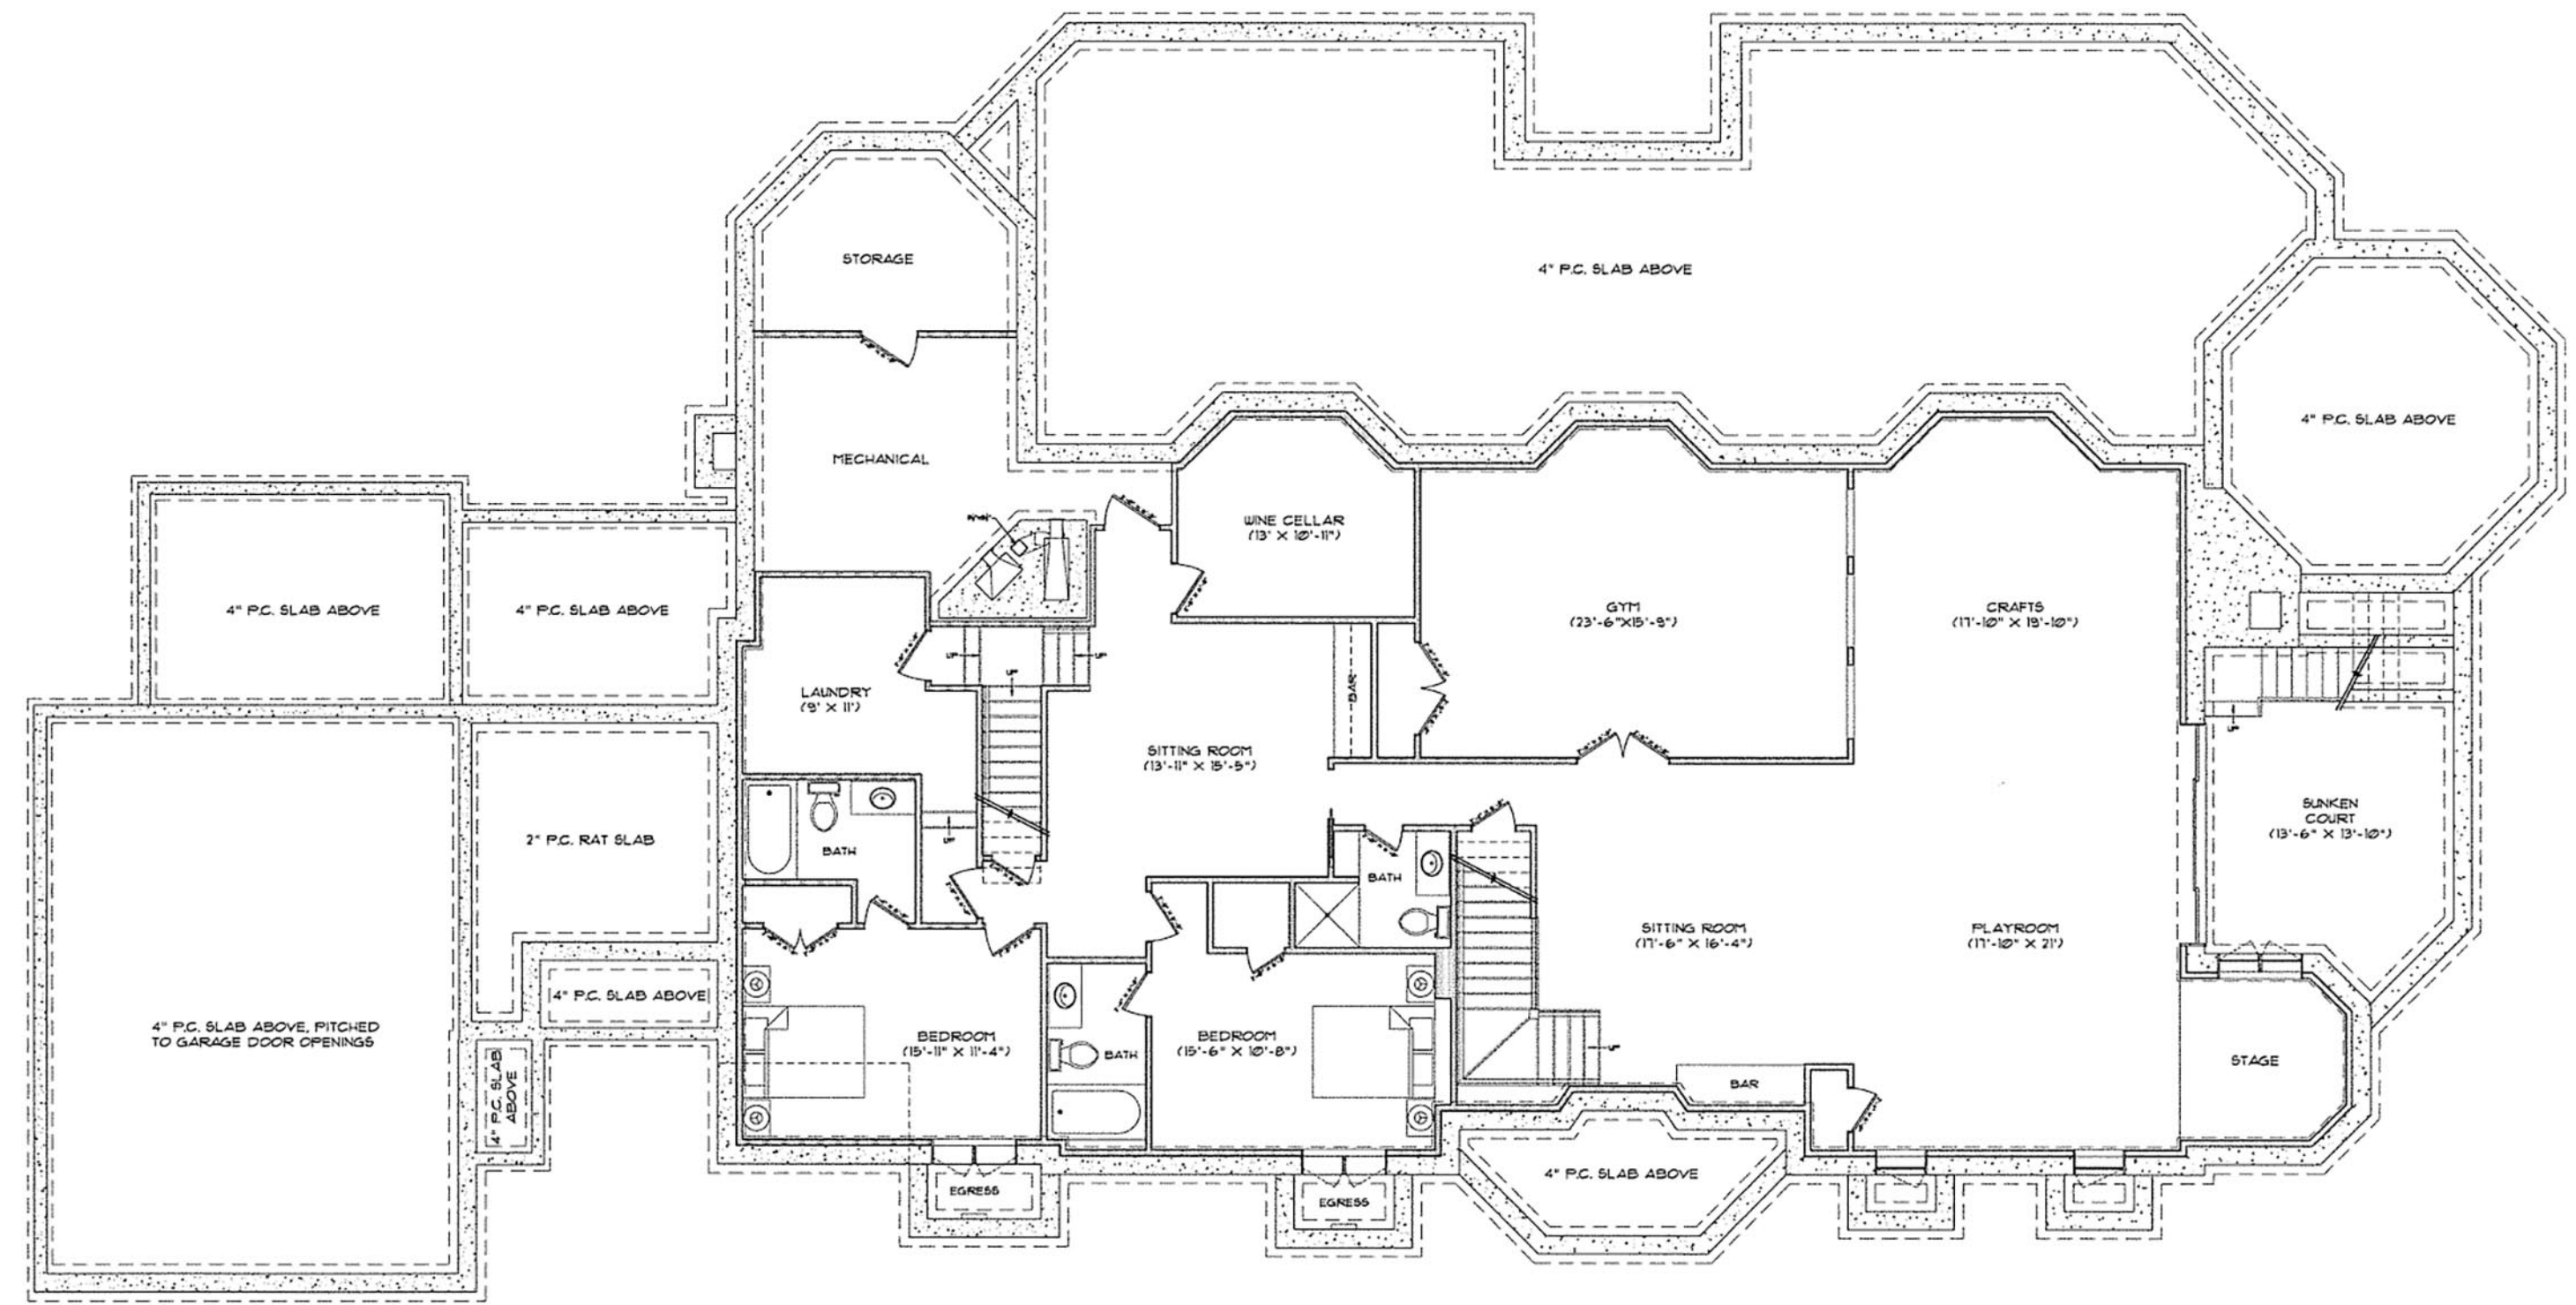 STORAGE
4" P.C. SLAB ABOVE
4" P.C. SLAB ABOVE
MECHANICAL
WINE CELLAR
(13' X 10'-11")
4" P.C. SLAB ABOVE
4" P.C. SLAB ABOVE
GYM
(23'-6"X15'-9")
CRAFTS
(17'-10" X 19'-10")
UP
UP
UP
LAUNDRY
(9' X 11')
BAR
UP
SITTING ROOM
(13'-11" X 15'-5")
SUNKEN
COURT
(13'-6" X 13'-10")
2" P.C. RAT SLAB
UP
BATH
BATH
SITTING ROOM
(17'-6" X 16'-4")
PLAYROOM
(17'-10" X 21')
4" P.C. SLAB ABOVE
4" P.C. SLAB ABOVE, PITCHED
TO GARAGE DOOR OPENINGS
BEDROOM
(15'-11" X 11'-4")
BATH
BEDROOM
(15'-6" X 10'-8")
UP
STAGE
4" P.C. SLAB
ABOVE
BAR
4" P.C. SLAB ABOVE
EGRESS
EGRESS